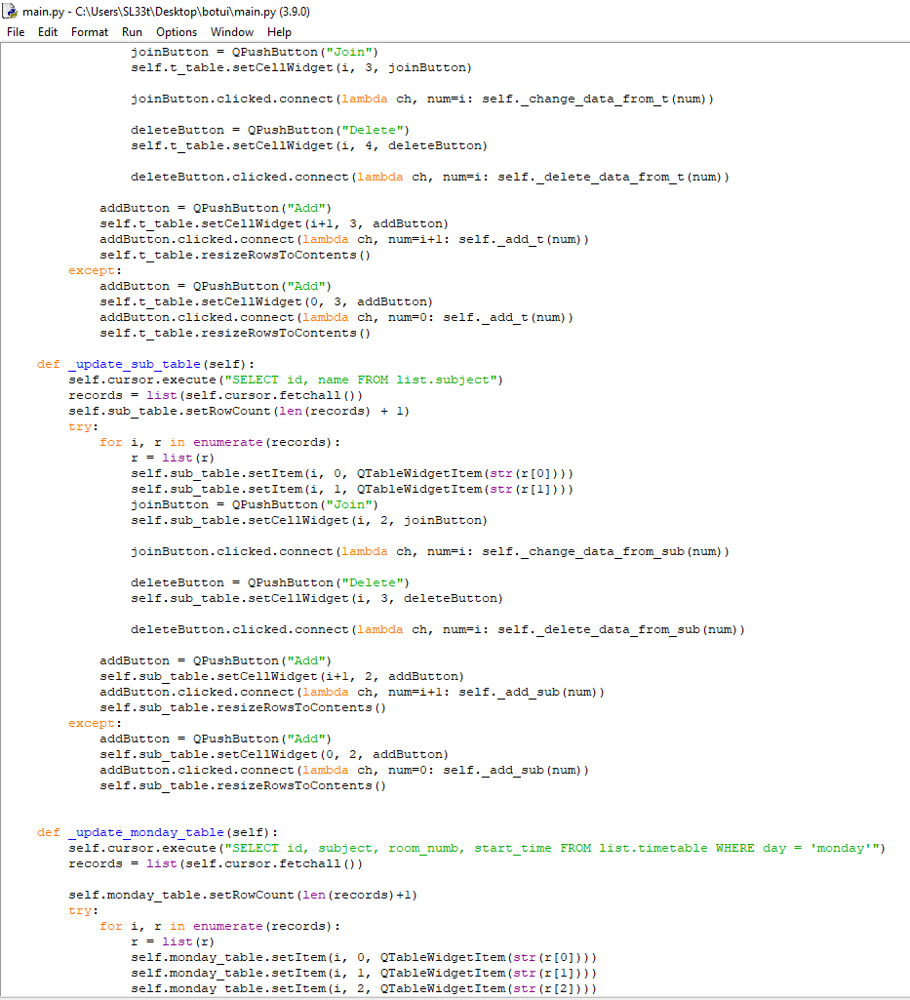 main.py - C:\Users\SL33t\Desktop\botui\main.py (3.9.0)
File Edit Format Run Options Window Help
                joinButton = QPushButton("Join")
                self.t_table.setCellWidget(i, 3, joinButton)

                joinButton.clicked.connect(lambda ch, num=i: self._change_data_from_t(num))

                deleteButton = QPushButton("Delete")
                self.t_table.setCellWidget(i, 4, deleteButton)

                deleteButton.clicked.connect(lambda ch, num=i: self._delete_data_from_t(num))

            addButton = QPushButton("Add")
            self.t_table.setCellWidget(i+1, 3, addButton)
            addButton.clicked.connect(lambda ch, num=i+1: self._add_t(num))
            self.t_table.resizeRowsToContents()
        except:
            addButton = QPushButton("Add")
            self.t_table.setCellWidget(0, 3, addButton)
            addButton.clicked.connect(lambda ch, num=0: self._add_t(num))
            self.t_table.resizeRowsToContents()

    def _update_sub_table(self):
        self.cursor.execute("SELECT id, name FROM list.subject")
        records = list(self.cursor.fetchall())
        self.sub_table.setRowCount(len(records) + 1)
        try:
            for i, r in enumerate(records):
                r = list(r)
                self.sub_table.setItem(i, 0, QTableWidgetItem(str(r[0])))
                self.sub_table.setItem(i, 1, QTableWidgetItem(str(r[1])))
                joinButton = QPushButton("Join")
                self.sub_table.setCellWidget(i, 2, joinButton)

                joinButton.clicked.connect(lambda ch, num=i: self._change_data_from_sub(num))

                deleteButton = QPushButton("Delete")
                self.sub_table.setCellWidget(i, 3, deleteButton)

                deleteButton.clicked.connect(lambda ch, num=i: self._delete_data_from_sub(num))

            addButton = QPushButton("Add")
            self.sub_table.setCellWidget(i+1, 2, addButton)
            addButton.clicked.connect(lambda ch, num=i+1: self._add_sub(num))
            self.sub_table.resizeRowsToContents()
        except:
            addButton = QPushButton("Add")
            self.sub_table.setCellWidget(0, 2, addButton)
            addButton.clicked.connect(lambda ch, num=0: self._add_sub(num))
            self.sub_table.resizeRowsToContents()


    def _update_monday_table(self):
        self.cursor.execute("SELECT id, subject, room_numb, start_time FROM list.timetable WHERE day = 'monday'")
        records = list(self.cursor.fetchall())

        self.monday_table.setRowCount(len(records)+1)
        try:
            for i, r in enumerate(records):
                r = list(r)
                self.monday_table.setItem(i, 0, QTableWidgetItem(str(r[0])))
                self.monday_table.setItem(i, 1, QTableWidgetItem(str(r[1])))
                self.monday_table.setItem(i, 2, QTableWidgetItem(str(r[2])))